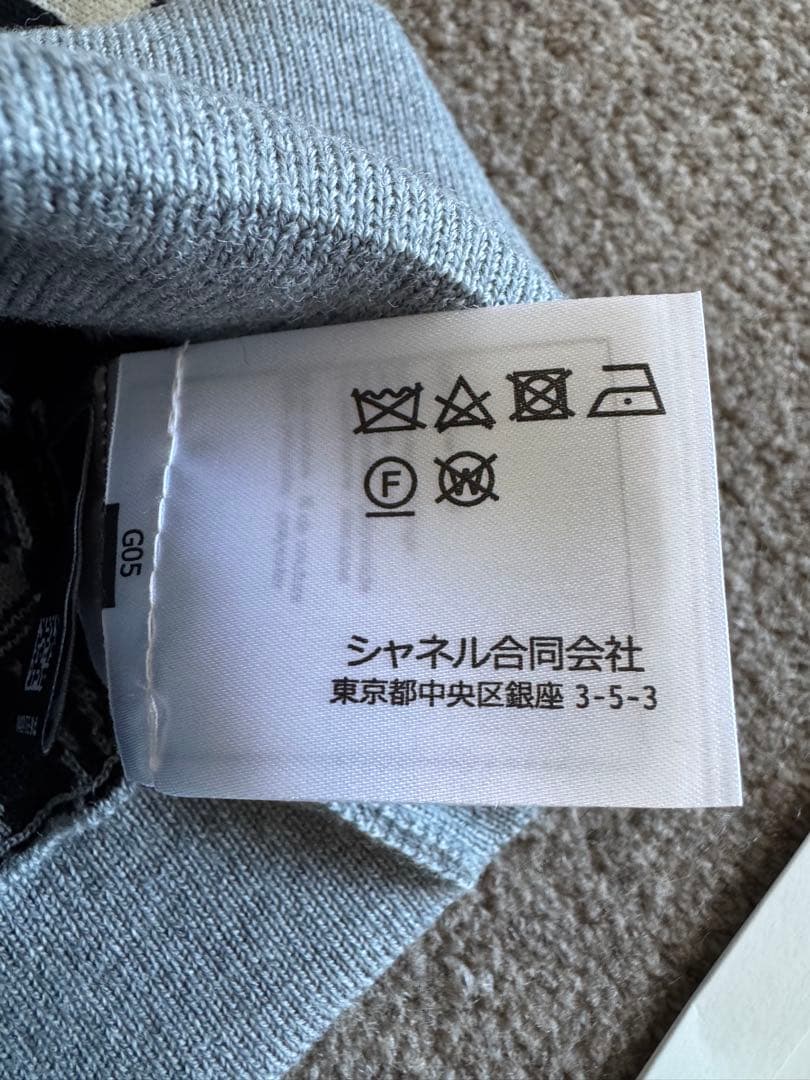 F W
シャネル合同会社
東京都中央区銀座 3-5-3
G05